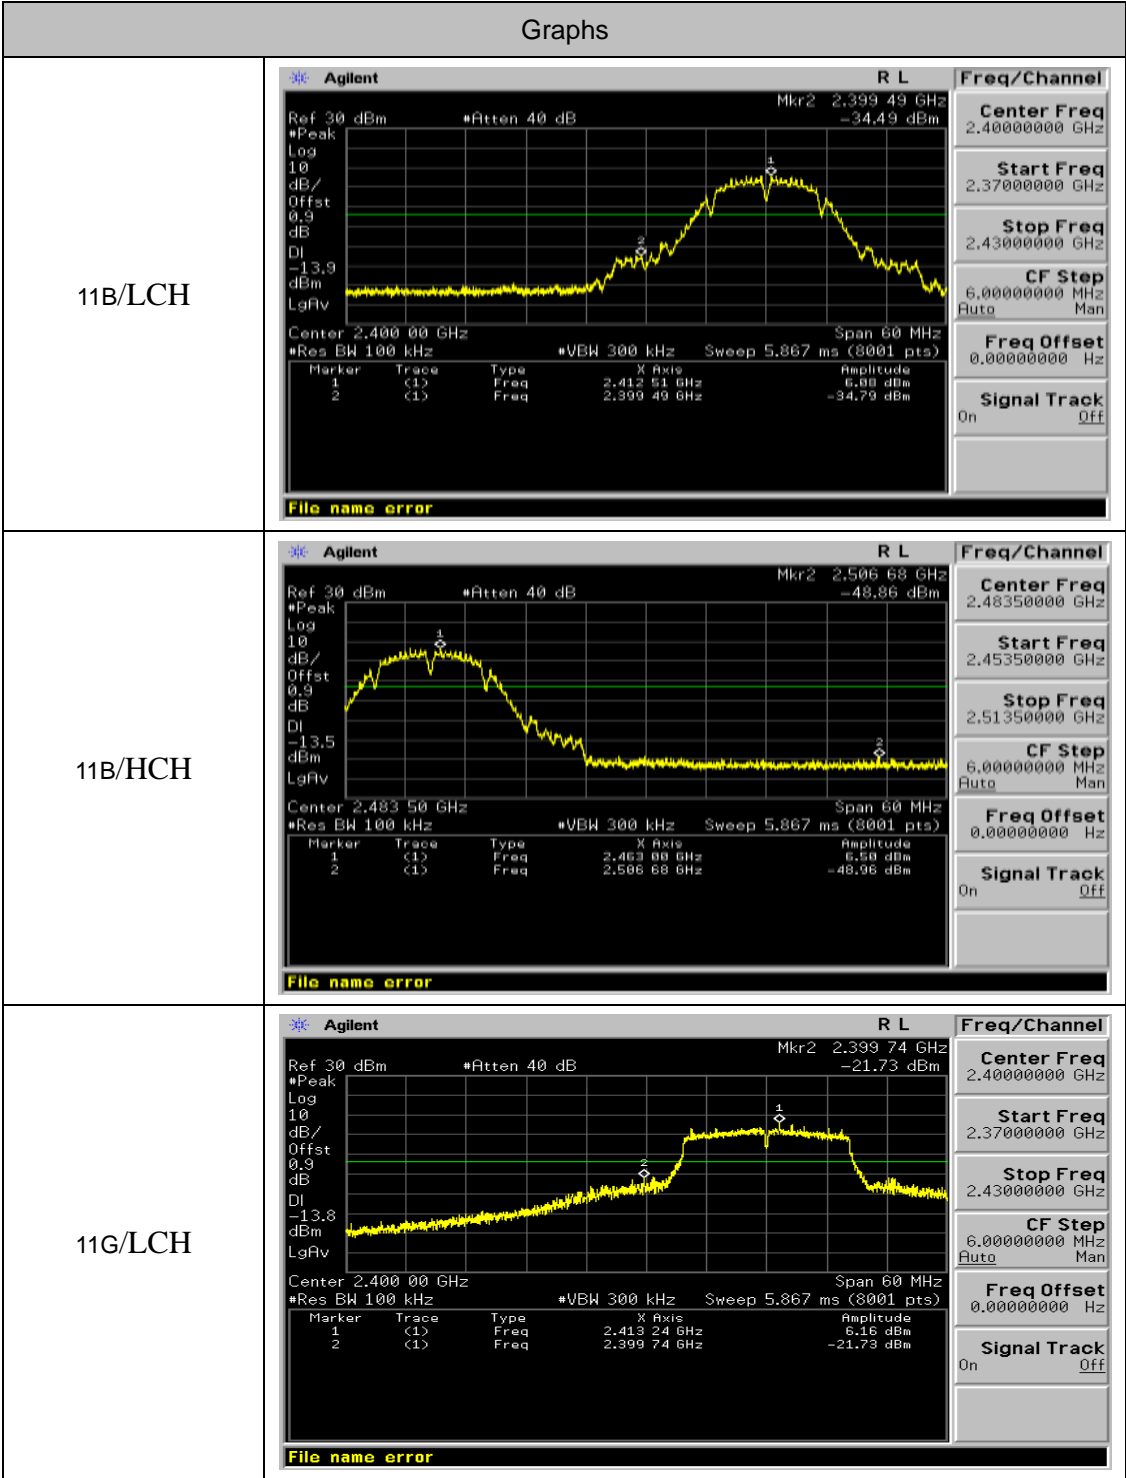 Graphs
11B/LCH
Agilent R L
Mkr2 2.399 49 GHz
Ref 30 dBm #Atten 40 dB -34.49 dBm
#Peak
Log
10
dB/
Offst
0.9
dB
DI
-13.9
dBm
LgAv
1
2
Center 2.400 00 GHz Span 60 MHz
#Res BW 100 kHz #VBW 300 kHz Sweep 5.867 ms (8001 pts)
Marker Trace Type X Axis Amplitude
1 (1) Freq 2.412 51 GHz 6.08 dBm
2 (1) Freq 2.399 49 GHz -34.79 dBm
File name error
Freq/Channel
Center Freq
2.40000000 GHz
Start Freq
2.37000000 GHz
Stop Freq
2.43000000 GHz
CF Step
6.00000000 MHz
Auto Man
Freq Offset
0.00000000 Hz
Signal Track
On Off
11B/HCH
Agilent R L
Mkr2 2.506 68 GHz
Ref 30 dBm #Atten 40 dB -48.86 dBm
#Peak
Log
10
dB/
Offst
0.9
dB
DI
-13.5
dBm
LgAv
1
2
Center 2.483 50 GHz Span 60 MHz
#Res BW 100 kHz #VBW 300 kHz Sweep 5.867 ms (8001 pts)
Marker Trace Type X Axis Amplitude
1 (1) Freq 2.463 00 GHz 6.50 dBm
2 (1) Freq 2.506 68 GHz -48.96 dBm
File name error
Freq/Channel
Center Freq
2.48350000 GHz
Start Freq
2.45350000 GHz
Stop Freq
2.51350000 GHz
CF Step
6.00000000 MHz
Auto Man
Freq Offset
0.00000000 Hz
Signal Track
On Off
11G/LCH
Agilent R L
Mkr2 2.399 74 GHz
Ref 30 dBm #Atten 40 dB -21.73 dBm
#Peak
Log
10
dB/
Offst
0.9
dB
DI
-13.8
dBm
LgAv
1
2
Center 2.400 00 GHz Span 60 MHz
#Res BW 100 kHz #VBW 300 kHz Sweep 5.867 ms (8001 pts)
Marker Trace Type X Axis Amplitude
1 (1) Freq 2.413 24 GHz 6.16 dBm
2 (1) Freq 2.399 74 GHz -21.73 dBm
File name error
Freq/Channel
Center Freq
2.40000000 GHz
Start Freq
2.37000000 GHz
Stop Freq
2.43000000 GHz
CF Step
6.00000000 MHz
Auto Man
Freq Offset
0.00000000 Hz
Signal Track
On Off